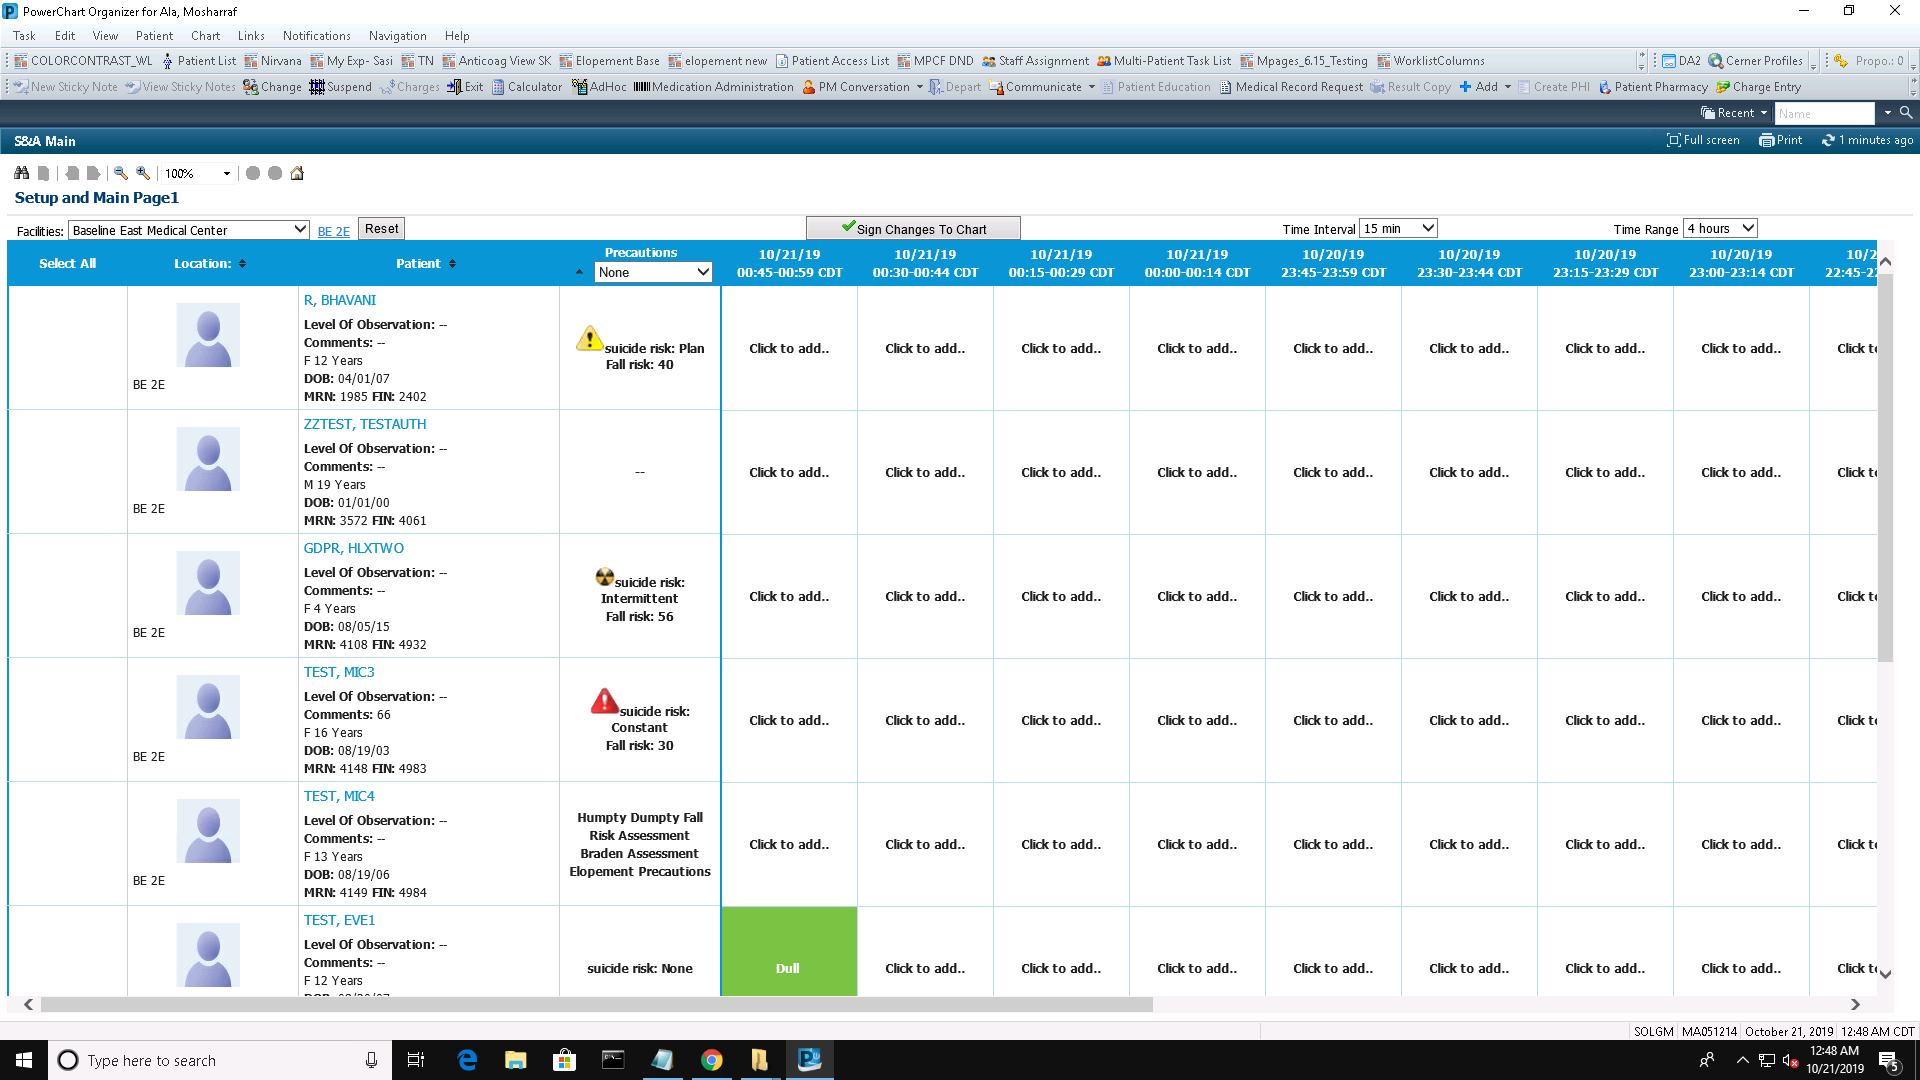 PowerChart Organizer for Ala, Mosharraf
Task Edit View Patient Chart Links Notifications Navigation Help
COLORCONTRAST_WL Patient List Nirvana My Exp- Sasi TN Anticoag View SK Elopement Base elopement new Patient Access List MPCF DND Staff Assignment Multi-Patient Task List Mpages_6.15_Testing WorklistColumns DA2 Cerner Profiles Propo.: 0
New Sticky Note View Sticky Notes Change Suspend Charges Exit Calculator AdHoc Medication Administration PM Conversation Depart Communicate Patient Education Medical Record Request Result Copy Add Create PHI Patient Pharmacy Charge Entry
Recent Name
S&A Main Full screen Print 1 minutes ago
100%
Setup and Main Page1
Facilities: Baseline East Medical Center BE 2E Reset Sign Changes To Chart Time Interval 15 min Time Range 4 hours
Select All Location: Patient Precautions None
10/21/19 10/21/19 10/21/19 10/21/19 10/20/19 10/20/19 10/20/19 10/20/19 10/2
00:45-00:59 CDT 00:30-00:44 CDT 00:15-00:29 CDT 00:00-00:14 CDT 23:45-23:59 CDT 23:30-23:44 CDT 23:15-23:29 CDT 23:00-23:14 CDT 22:45-2
R, BHAVANI
Level Of Observation: --
Comments: --
F 12 Years
DOB: 04/01/07
MRN: 1985 FIN: 2402
BE 2E
suicide risk: Plan
Fall risk: 40
Click to add.. Click to add.. Click to add.. Click to add.. Click to add.. Click to add.. Click to add.. Click to add.. Click t
ZZTEST, TESTAUTH
Level Of Observation: --
Comments: --
M 19 Years
DOB: 01/01/00
MRN: 3572 FIN: 4061
BE 2E
--
Click to add.. Click to add.. Click to add.. Click to add.. Click to add.. Click to add.. Click to add.. Click to add.. Click t
GDPR, HLXTWO
Level Of Observation: --
Comments: --
F 4 Years
DOB: 08/05/15
MRN: 4108 FIN: 4932
BE 2E
suicide risk:
Intermittent
Fall risk: 56
Click to add.. Click to add.. Click to add.. Click to add.. Click to add.. Click to add.. Click to add.. Click to add.. Click t
TEST, MIC3
Level Of Observation: --
Comments: 66
F 16 Years
DOB: 08/19/03
MRN: 4148 FIN: 4983
BE 2E
suicide risk:
Constant
Fall risk: 30
Click to add.. Click to add.. Click to add.. Click to add.. Click to add.. Click to add.. Click to add.. Click to add.. Click t
TEST, MIC4
Level Of Observation: --
Comments: --
F 13 Years
DOB: 08/19/06
MRN: 4149 FIN: 4984
BE 2E
Humpty Dumpty Fall
Risk Assessment
Braden Assessment
Elopement Precautions
Click to add.. Click to add.. Click to add.. Click to add.. Click to add.. Click to add.. Click to add.. Click to add.. Click t
TEST, EVE1
Level Of Observation: --
Comments: --
F 12 Years
suicide risk: None
Dull Click to add.. Click to add.. Click to add.. Click to add.. Click to add.. Click to add.. Click to add.. Click t
SOLGM MA051214 October 21, 2019 12:48 AM CDT
Type here to search
12:48 AM
10/21/2019
5